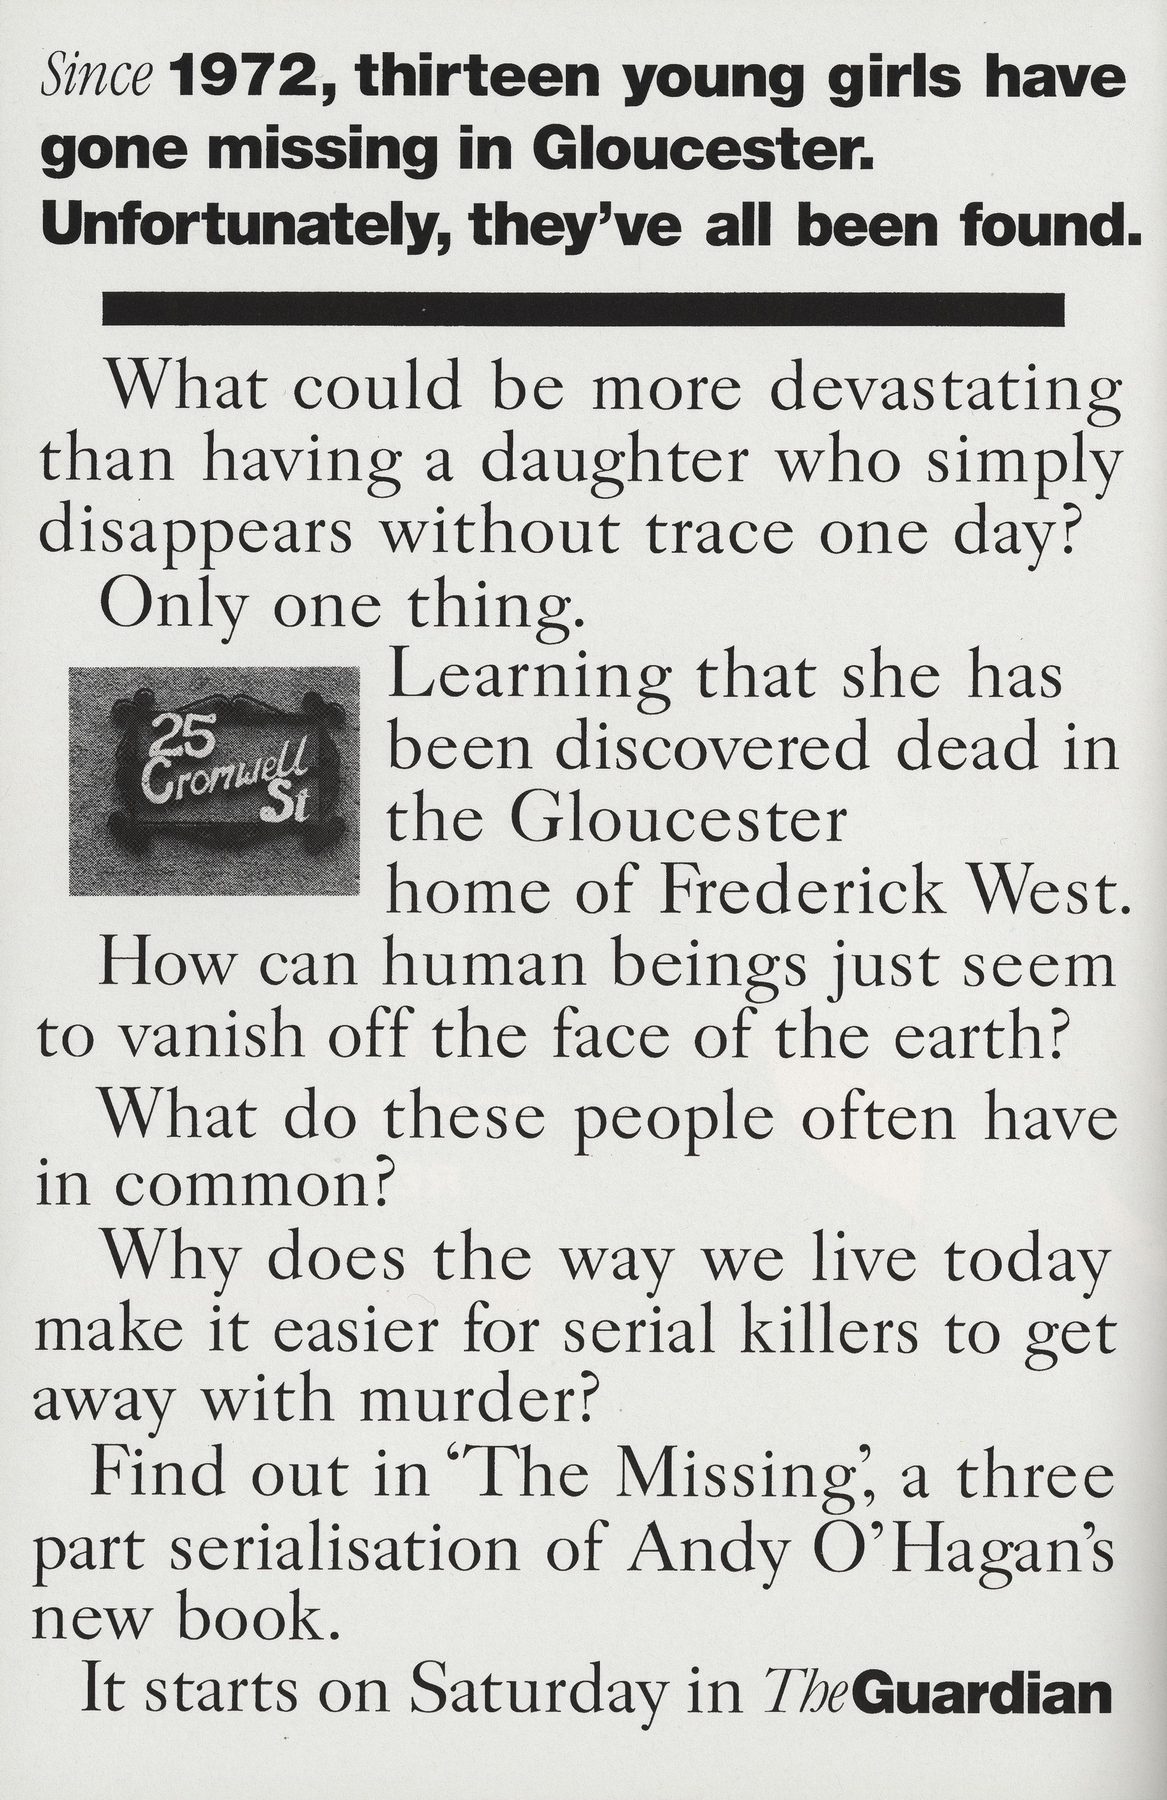 Since 1972, thirteen young girls have
gone missing in Gloucester.
Unfortunately, they've all been found.
What could be more devastating
than having a daughter who simply
disappears without trace one day?
Only one thing.
25
Cromwell
St
Learning that she has
been discovered dead in
the Gloucester
home of Frederick West.
How can human beings just seem
to vanish off the face of the earth?
What do these people often have
in common?
Why does the way we live today
make it easier for serial killers to get
away with murder?
Find out in ‘The Missing’, a three
part serialisation of Andy O’Hagan’s
new book.
It starts on Saturday in The Guardian